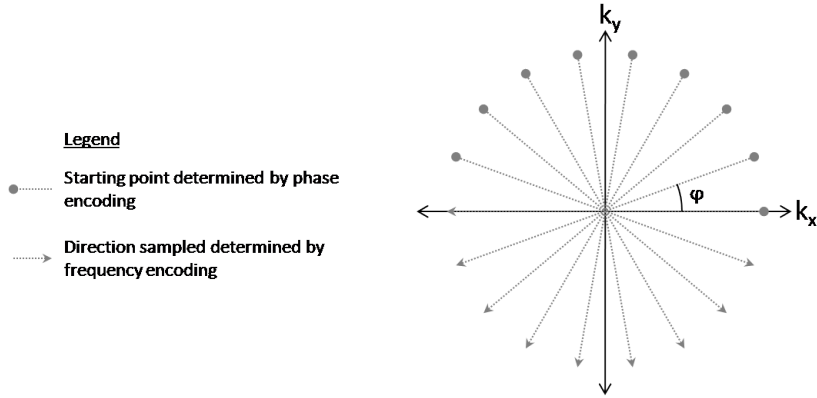 k_y
Legend
Starting point determined by phase
encoding
φ
k_x
Direction sampled determined by
frequency encoding